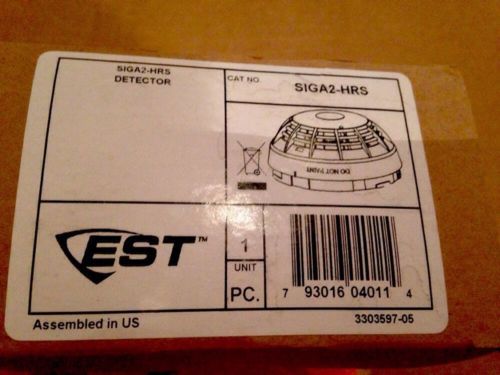 SIGA2-HRS
DETECTOR
CAT NO.
SIGA2-HRS
DO NOT PAINT
EST™
1
UNIT
PC.
7 93016 04011 4
Assembled in US
3303597-05